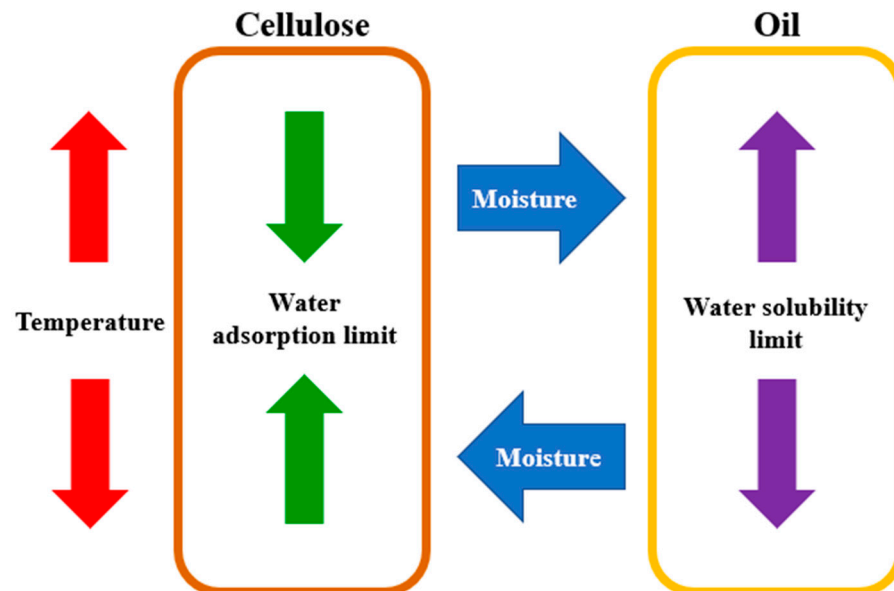 Cellulose
Oil
Moisture
Temperature
Water
adsorption limit
Water solubility
limit
Moisture